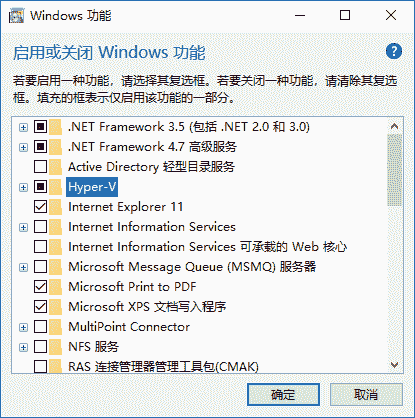 Windows 功能
启用或关闭 Windows 功能
?
若要启用一种功能，请选择其复选框。若要关闭一种功能，请清除其复选
框。填充的框表示仅启用该功能的一部分。
.NET Framework 3.5 (包括 .NET 2.0 和 3.0)
.NET Framework 4.7 高级服务
Active Directory 轻型目录服务
Hyper-V
Internet Explorer 11
Internet Information Services
Internet Information Services 可承载的 Web 核心
Microsoft Message Queue (MSMQ) 服务器
Microsoft Print to PDF
Microsoft XPS 文档写入程序
MultiPoint Connector
NFS 服务
RAS 连接管理器管理工具包(CMAK)
确定
取消